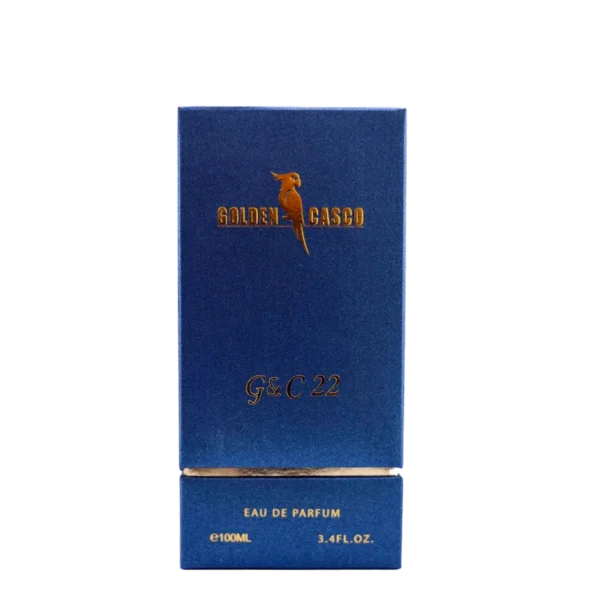 GOLDEN CASCO
G&C 22
EAU DE PARFUM
℮100ML 3.4FL.OZ.